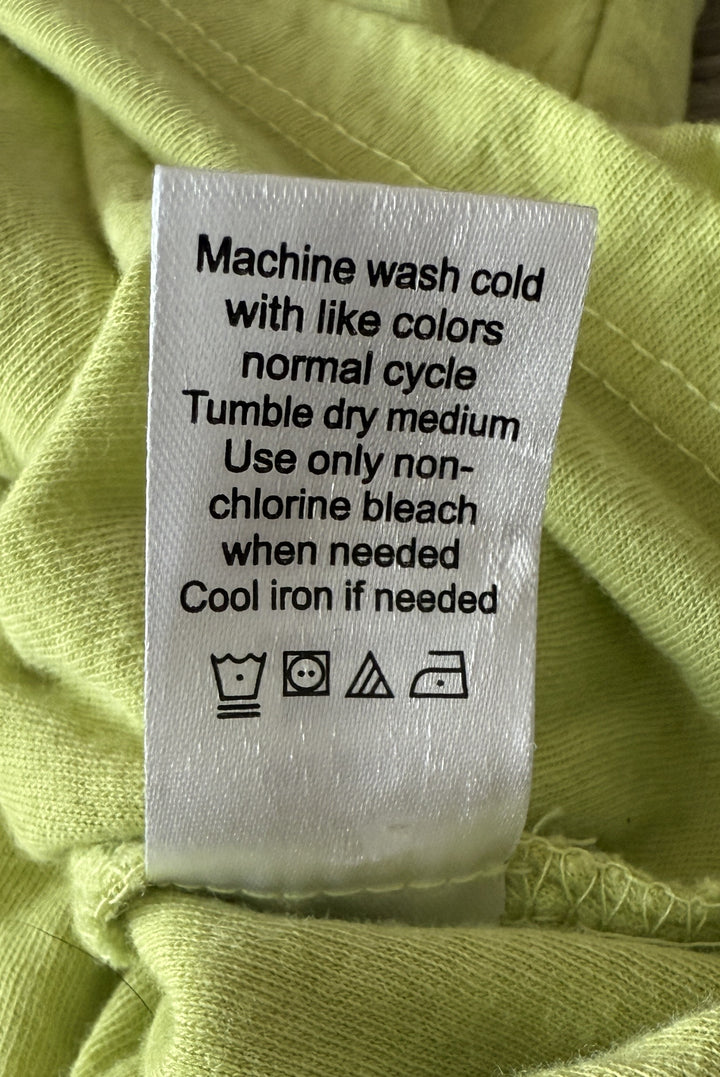 Machine wash cold
with like colors
normal cycle
Tumble dry medium
Use only non-
chlorine bleach
when needed
Cool iron if needed